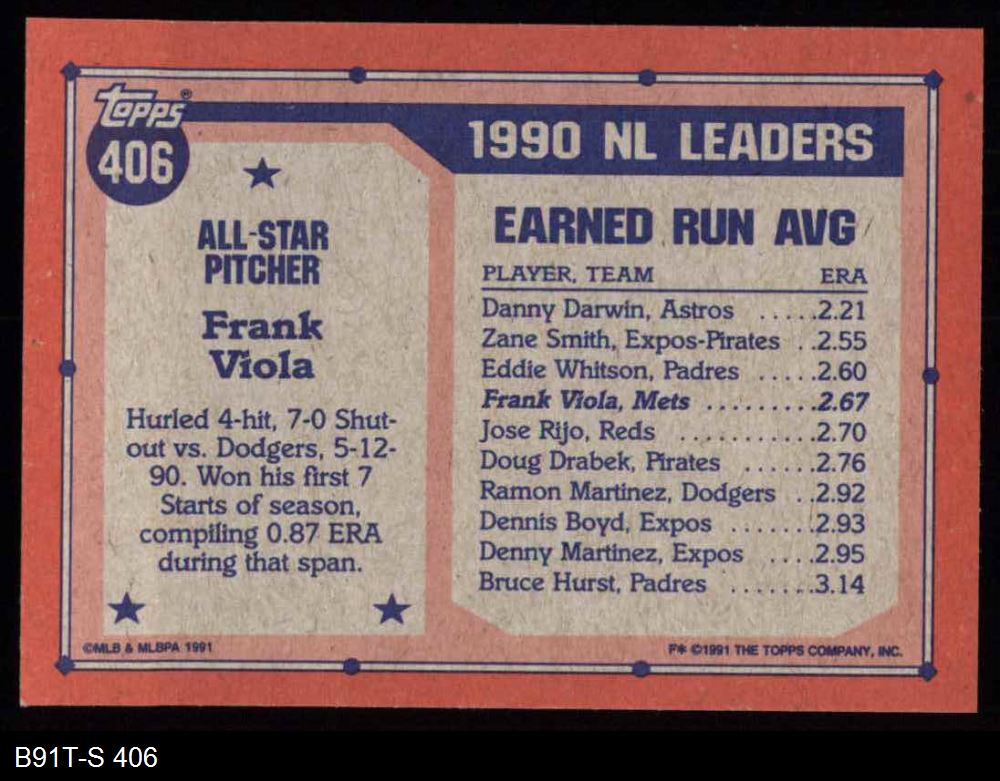 topps®
406
ALL-STAR
PITCHER
Frank
Viola
Hurled 4-hit, 7-0 Shut-
out vs. Dodgers, 5-12-
90. Won his first 7
Starts of season,
compiling 0.87 ERA
during that span.
©MLB & MLBPA 1991
1990 NL LEADERS
EARNED RUN AVG
PLAYER, TEAM ERA
Danny Darwin, Astros .....2.21
Zane Smith, Expos-Pirates ..2.55
Eddie Whitson, Padres .....2.60
Frank Viola, Mets .........2.67
Jose Rijo, Reds ...........2.70
Doug Drabek, Pirates ......2.76
Ramon Martinez, Dodgers ..2.92
Dennis Boyd, Expos .......2.93
Denny Martinez, Expos ....2.95
Bruce Hurst, Padres .......3.14
F* ©1991 THE TOPPS COMPANY, INC.
B91T-S 406